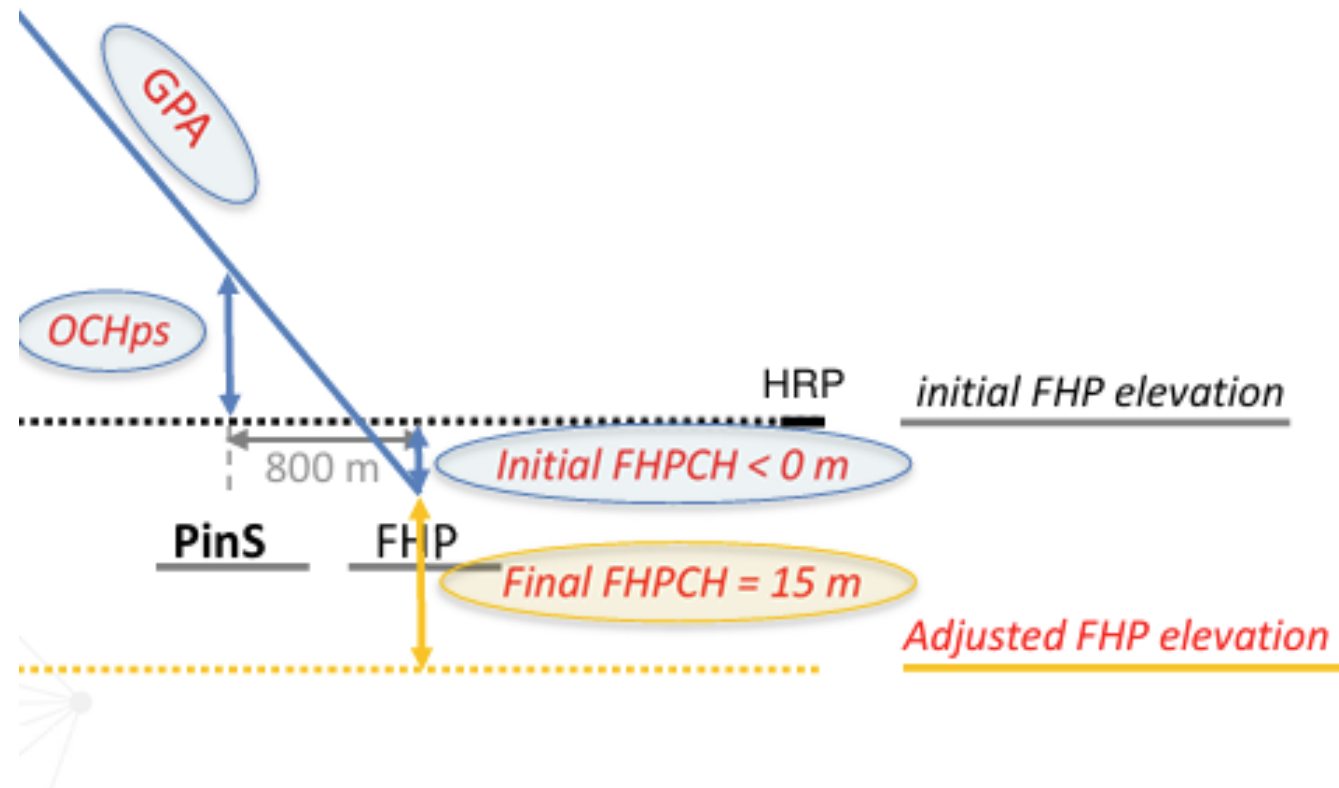 GPA
OCHps
HRP
initial FHP elevation
800 m
Initial FHPCH < 0 m
PinS
FHP
Final FHPCH = 15 m
Adjusted FHP elevation